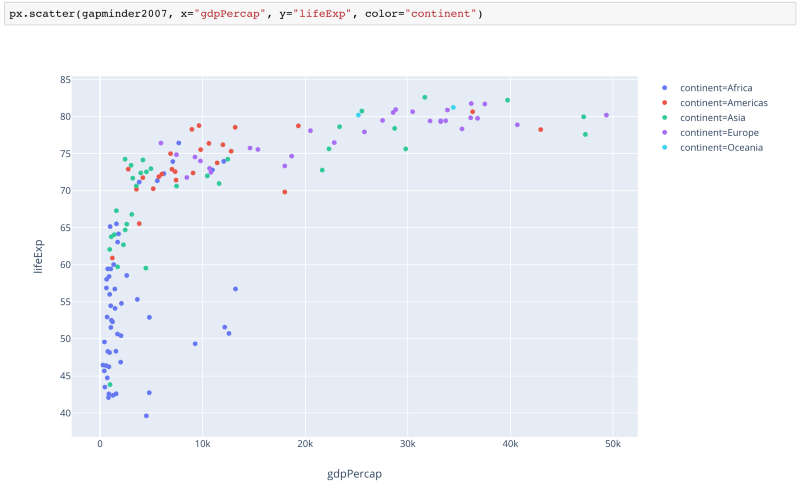 px.scatter(gapminder2007, x="gdpPercap", y="lifeExp", color="continent")
85
80
75
70
65
60
55
50
45
40
lifeExp
0
10k
20k
30k
40k
50k
gdpPercap
continent=Africa
continent=Americas
continent=Asia
continent=Europe
continent=Oceania